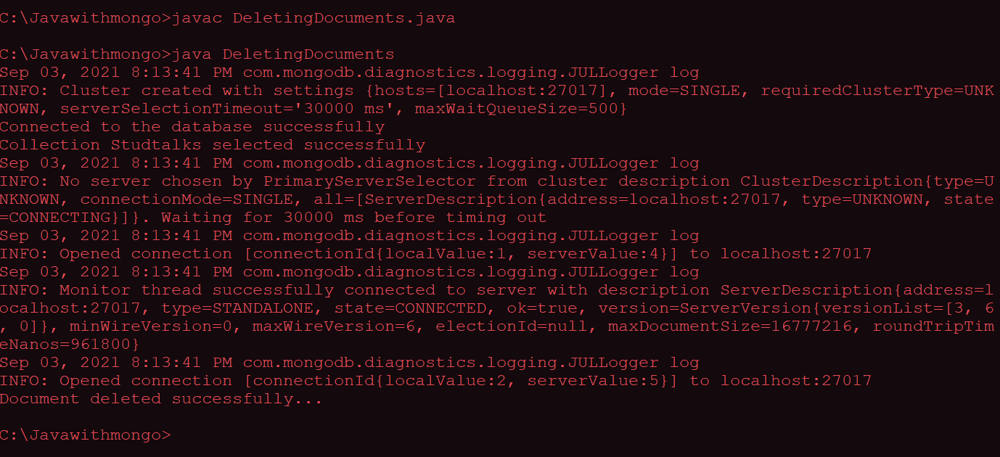 C:\Javawithmongo>javac DeletingDocuments.java
C:\Javawithmongo>java DeletingDocuments
Sep 03, 2021 8:13:41 PM com.mongodb.diagnostics.logging.JULLogger log
INFO: Cluster created with settings {hosts=[localhost:27017], mode=SINGLE, requiredClusterType=UNK
NOWN, serverSelectionTimeout='30000 ms', maxWaitQueueSize=500}
Connected to the database successfully
Collection Studtalks selected successfully
Sep 03, 2021 8:13:41 PM com.mongodb.diagnostics.logging.JULLogger log
INFO: No server chosen by PrimaryServerSelector from cluster description ClusterDescription{type=U
NKNOWN, connectionMode=SINGLE, all=[ServerDescription{address=localhost:27017, type=UNKNOWN, state
=CONNECTING}]}. Waiting for 30000 ms before timing out
Sep 03, 2021 8:13:41 PM com.mongodb.diagnostics.logging.JULLogger log
INFO: Opened connection [connectionId{localValue:1, serverValue:4}] to localhost:27017
Sep 03, 2021 8:13:41 PM com.mongodb.diagnostics.logging.JULLogger log
INFO: Monitor thread successfully connected to server with description ServerDescription{address=l
ocalhost:27017, type=STANDALONE, state=CONNECTED, ok=true, version=ServerVersion{versionList=[3, 6
, 0]}, minWireVersion=0, maxWireVersion=6, electionId=null, maxDocumentSize=16777216, roundTripTim
eNanos=961800}
Sep 03, 2021 8:13:41 PM com.mongodb.diagnostics.logging.JULLogger log
INFO: Opened connection [connectionId{localValue:2, serverValue:5}] to localhost:27017
Document deleted successfully...
C:\Javawithmongo>